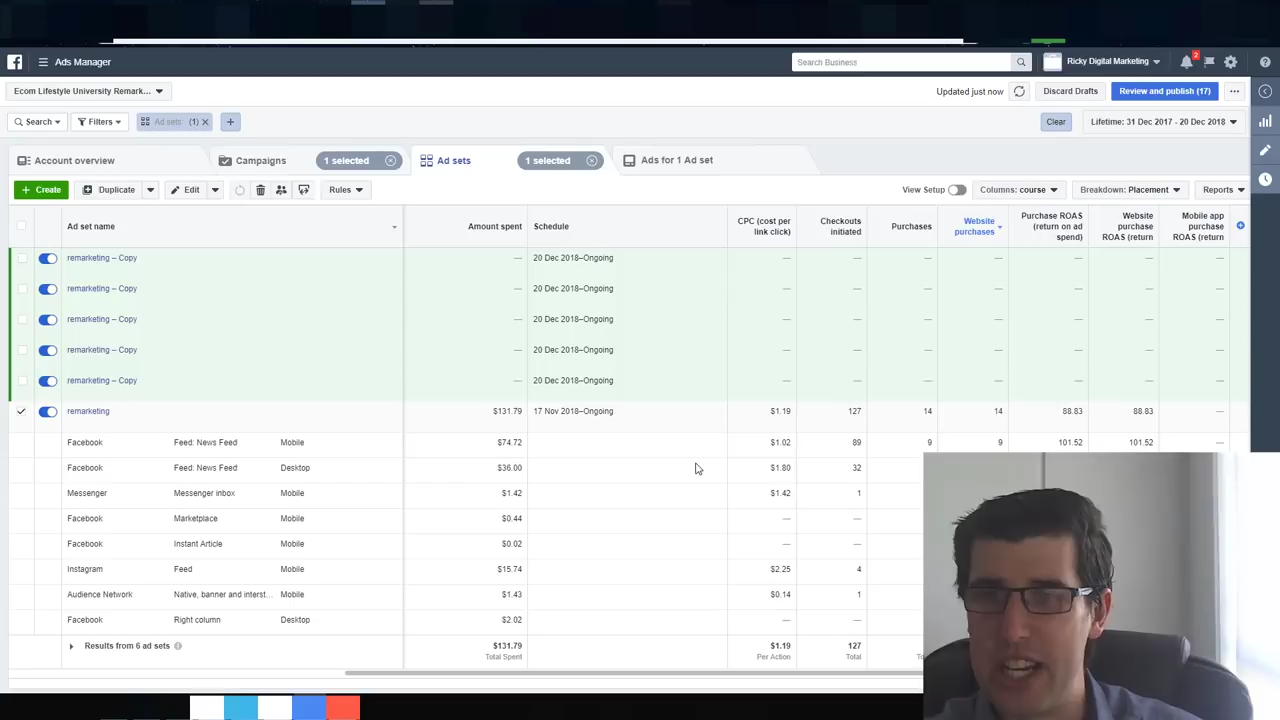 Ads Manager
Search Business
Ricky Digital Marketing
2
Ecom Lifestyle University Remark...
Updated just now
Discard Drafts
Review and publish (17)
Search
Filters
Ad sets: (1)
Clear
Lifetime: 31 Dec 2017 - 20 Dec 2018
Account overview
Campaigns
1 selected
Ad sets
1 selected
Ads for 1 Ad set
+ Create
Duplicate
Edit
Rules
View Setup
Columns: course
Breakdown: Placement
Reports
Ad set name
Amount spent
Schedule
CPC (cost per link click)
Checkouts initiated
Purchases
Website purchases
Purchase ROAS (return on ad spend)
Website purchase ROAS (return
Mobile app purchase ROAS (return
remarketing – Copy — 20 Dec 2018–Ongoing — — — — — — —
remarketing – Copy — 20 Dec 2018–Ongoing — — — — — — —
remarketing – Copy — 20 Dec 2018–Ongoing — — — — — — —
remarketing – Copy — 20 Dec 2018–Ongoing — — — — — — —
remarketing – Copy — 20 Dec 2018–Ongoing — — — — — — —
remarketing $131.79 17 Nov 2018–Ongoing $1.19 127 14 14 88.83 88.83 —
Facebook Feed: News Feed Mobile $74.72 $1.02 89 9 9 101.52 101.52 —
Facebook Feed: News Feed Desktop $36.00 $1.80 32
Messenger Messenger inbox Mobile $1.42 $1.42 1
Facebook Marketplace Mobile $0.44 — —
Facebook Instant Article Mobile $0.02 — —
Instagram Feed Mobile $15.74 $2.25 4
Audience Network Native, banner and interst... Mobile $1.43 $0.14 1
Facebook Right column Desktop $2.02 — —
Results from 6 ad sets $131.79 $1.19 127
Total Spent Per Action Total